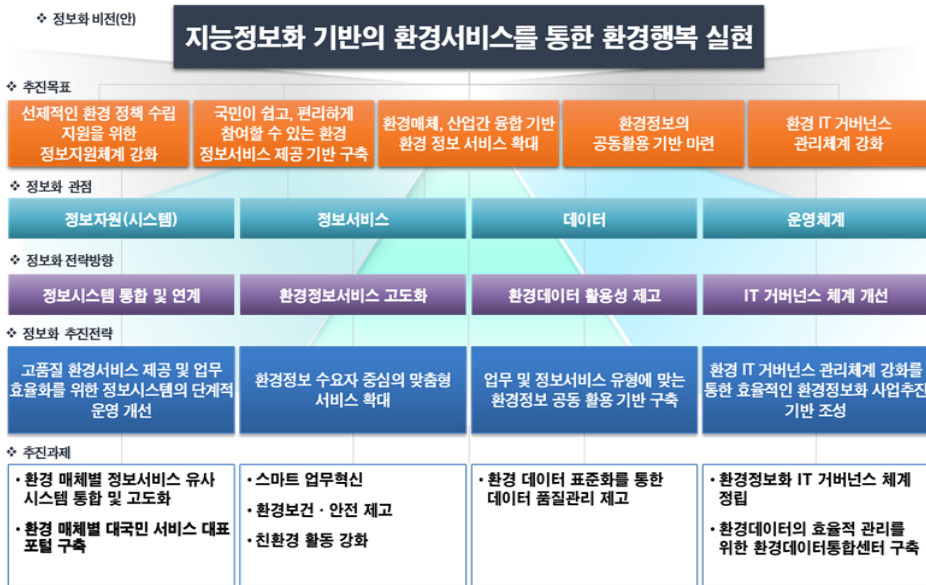 ❖ 정보화 비전(안)
지능정보화 기반의 환경서비스를 통한 환경행복 실현
❖ 추진목표
선제적인 환경 정책 수립
지원을 위한
정보지원체계 강화
국민이 쉽고, 편리하게
참여할 수 있는 환경
정보서비스 제공 기반 구축
환경매체, 산업간 융합 기반
환경 정보 서비스 확대
환경정보의
공동활용 기반 마련
환경 IT 거버넌스
관리체계 강화
❖ 정보화 관점
정보자원(시스템)
정보서비스
데이터
운영체계
❖ 정보화 전략방향
정보시스템 통합 및 연계
환경정보서비스 고도화
환경데이터 활용성 제고
IT 거버넌스 체계 개선
❖ 정보화 추진전략
고품질 환경서비스 제공 및 업무
효율화를 위한 정보시스템의 단계적
운영 개선
환경정보 수요자 중심의 맞춤형
서비스 확대
업무 및 정보서비스 유형에 맞는
환경정보 공동 활용 기반 구축
환경 IT 거버넌스 관리체계 강화를
통한 효율적인 환경정보화 사업추진
기반 조성
❖ 추진과제
• 환경 매체별 정보서비스 유사
시스템 통합 및 고도화
• 환경 매체별 대국민 서비스 대표
포털 구축
• 스마트 업무혁신
• 환경보건 · 안전 제고
• 친환경 활동 강화
• 환경 데이터 표준화를 통한
데이터 품질관리 제고
• 환경정보화 IT 거버넌스 체계
정립
• 환경데이터의 효율적 관리를
위한 환경데이터통합센터 구축